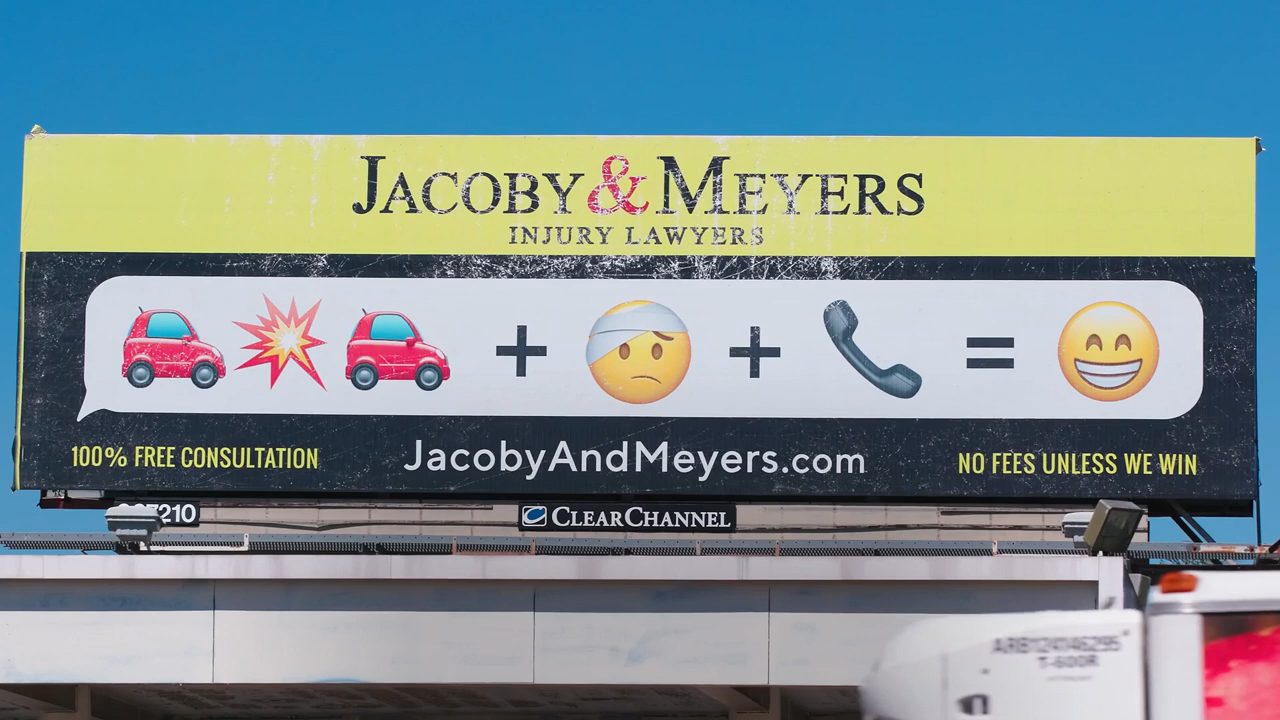 JACOBY&MEYERS
INJURY LAWYERS
100% FREE CONSULTATION
JacobyAndMeyers.com
NO FEES UNLESS WE WIN
CLEARCHANNEL
T-600R